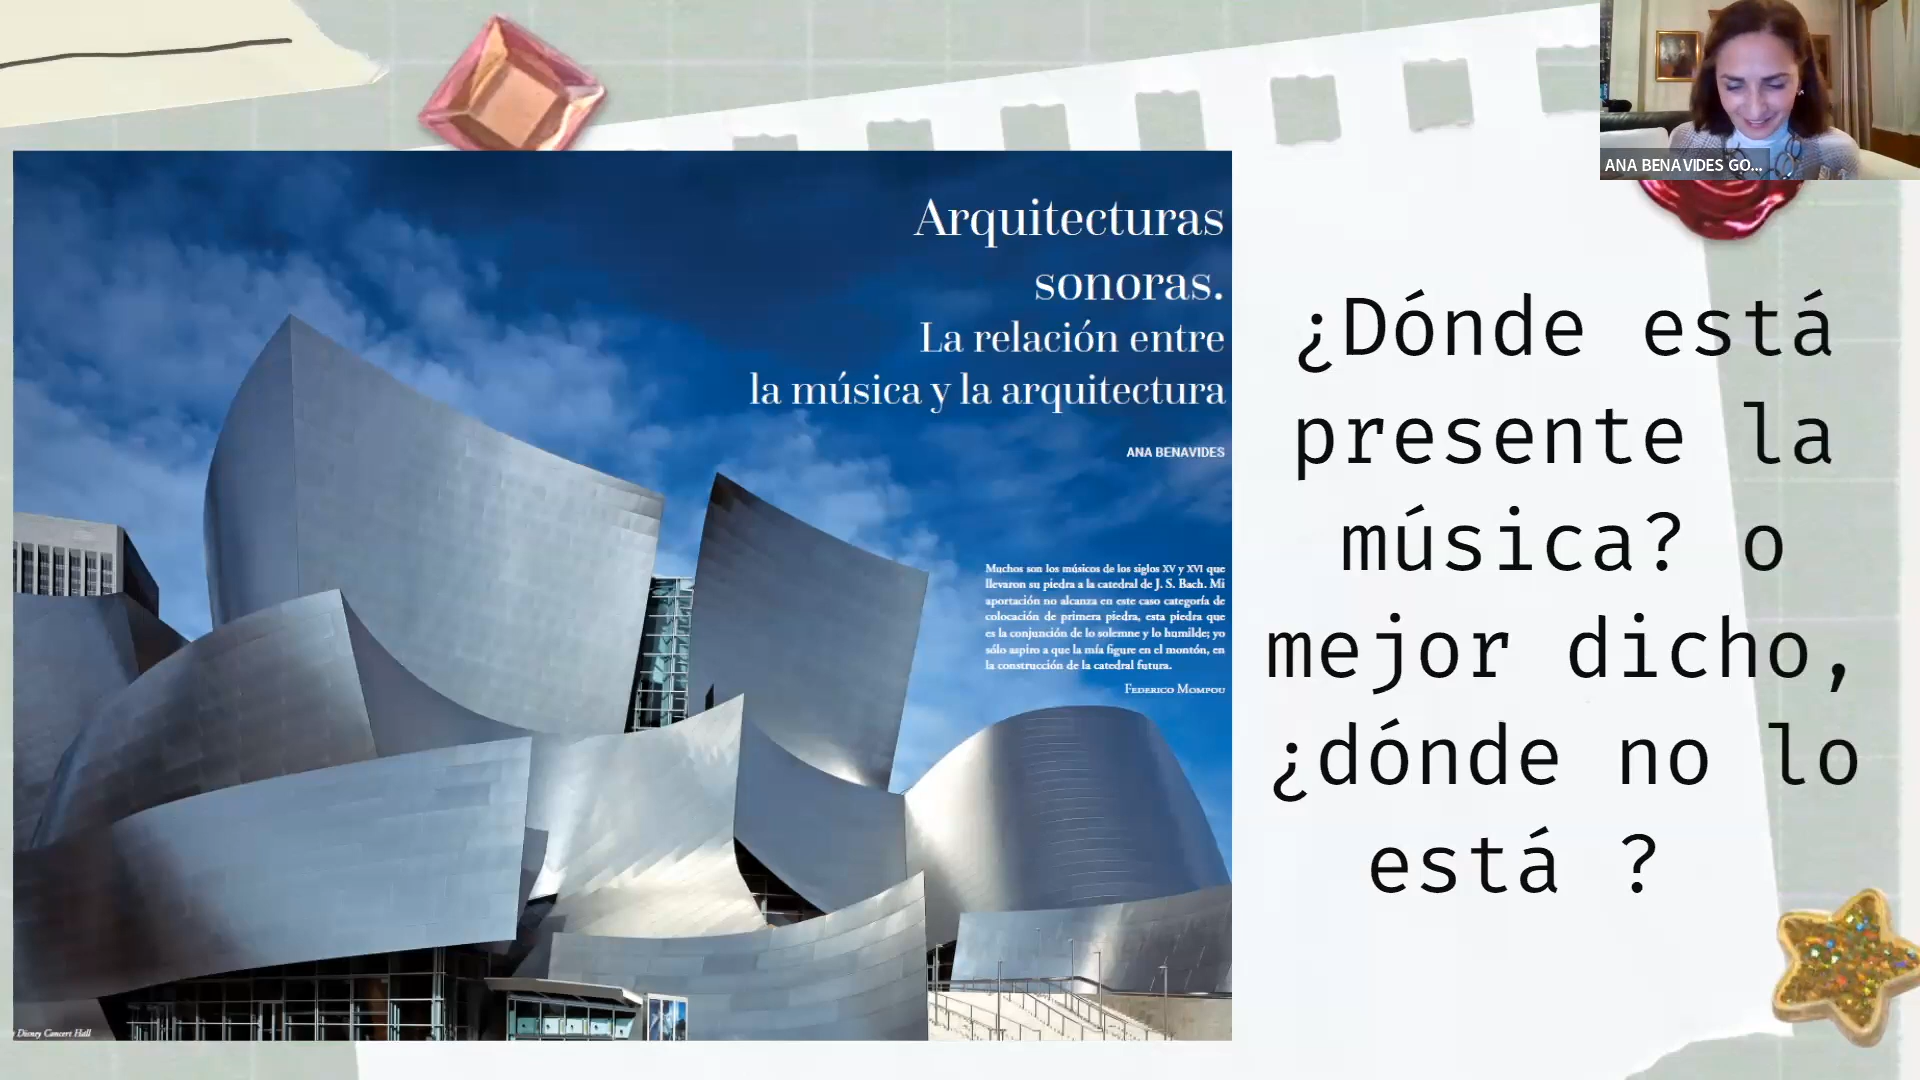 ANA BENAVIDES GO...
Arquitecturas
sonoras.
La relación entre
la música y la arquitectura
ANA BENAVIDES
Muchos son los músicos de los siglos XV y XVI que
llevaron su piedra a la catedral de J. S. Bach. Mi
aportación no alcanza en este caso categoría de
colocación de primera piedra, esta piedra que
es la conjunción de lo solemne y lo humilde; yo
sólo aspiro a que la mía figure en el montón, en
la construcción de la catedral futura.
Federico Mompou
Disney Concert Hall
¿Dónde está
presente la
música? o
mejor dicho,
¿dónde no lo
está ?